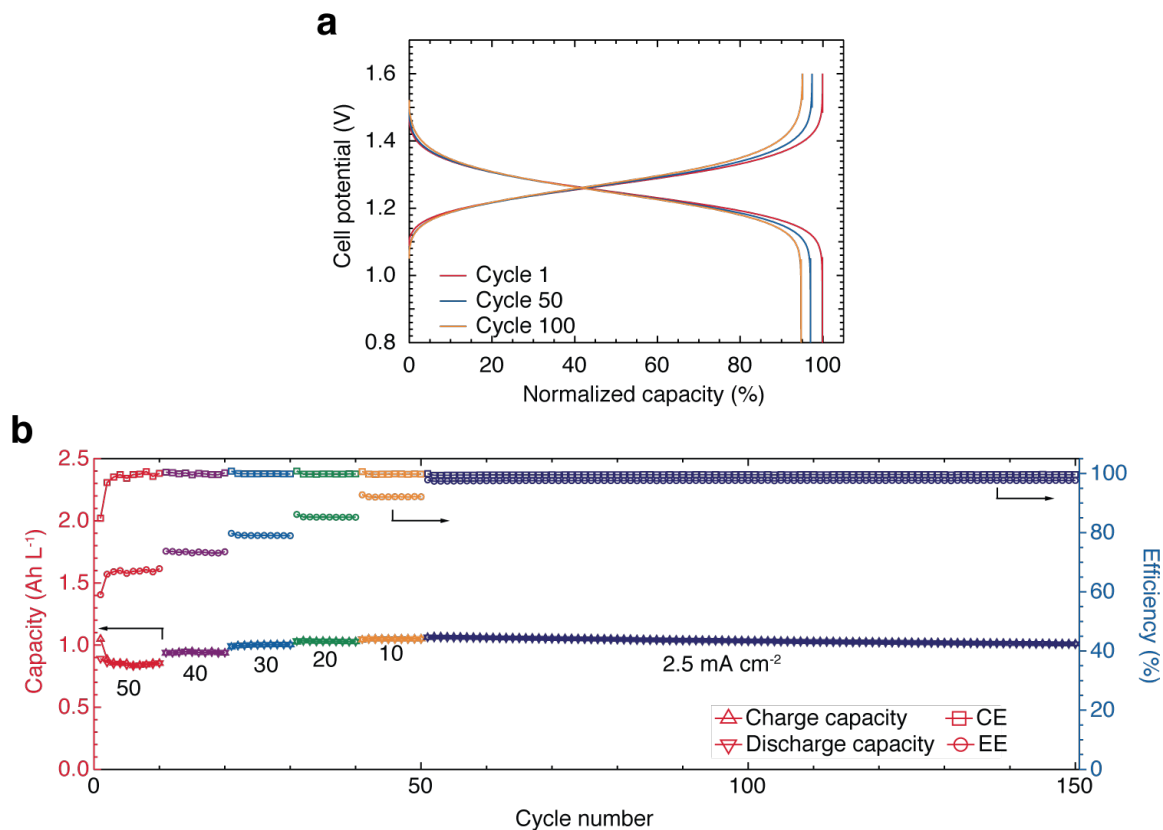 a
1.6
1.4
1.2
1.0
0.8
Cell potential (V)
Cycle 1
Cycle 50
Cycle 100
0 20 40 60 80 100
Normalized capacity (%)
b
2.5
2.0
1.5
1.0
0.5
0.0
Capacity (Ah L⁻¹)
50
40
30
20
10
2.5 mA cm⁻²
Charge capacity
CE
Discharge capacity
EE
100
80
60
40
20
0
Efficiency (%)
0 50 100 150
Cycle number